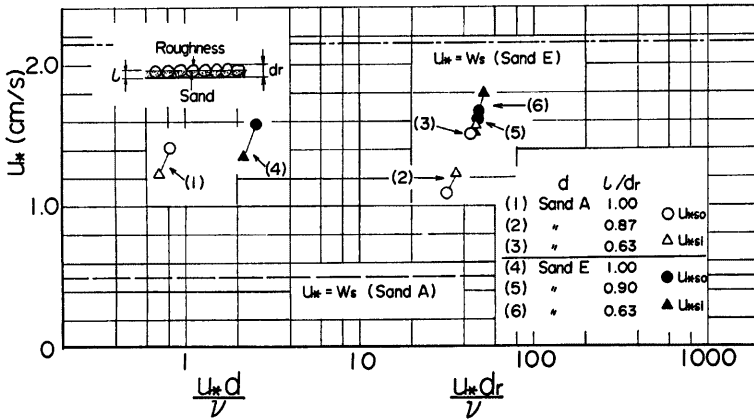 Roughness
l
dr
Sand
U* = Ws (Sand E)
U* (cm/s)
2.0
1.0
0
(1)
(4)
(3)
(6)
(5)
(2)
U* = Ws (Sand A)
d l/dr
(1) Sand A 1.00
(2) 〃 0.87
(3) 〃 0.63
○ U*so
△ U*si
(4) Sand E 1.00
(5) 〃 0.90
(6) 〃 0.63
● U*so
▲ U*si
1 10 100 1000
u*d/ν
u*dr/ν